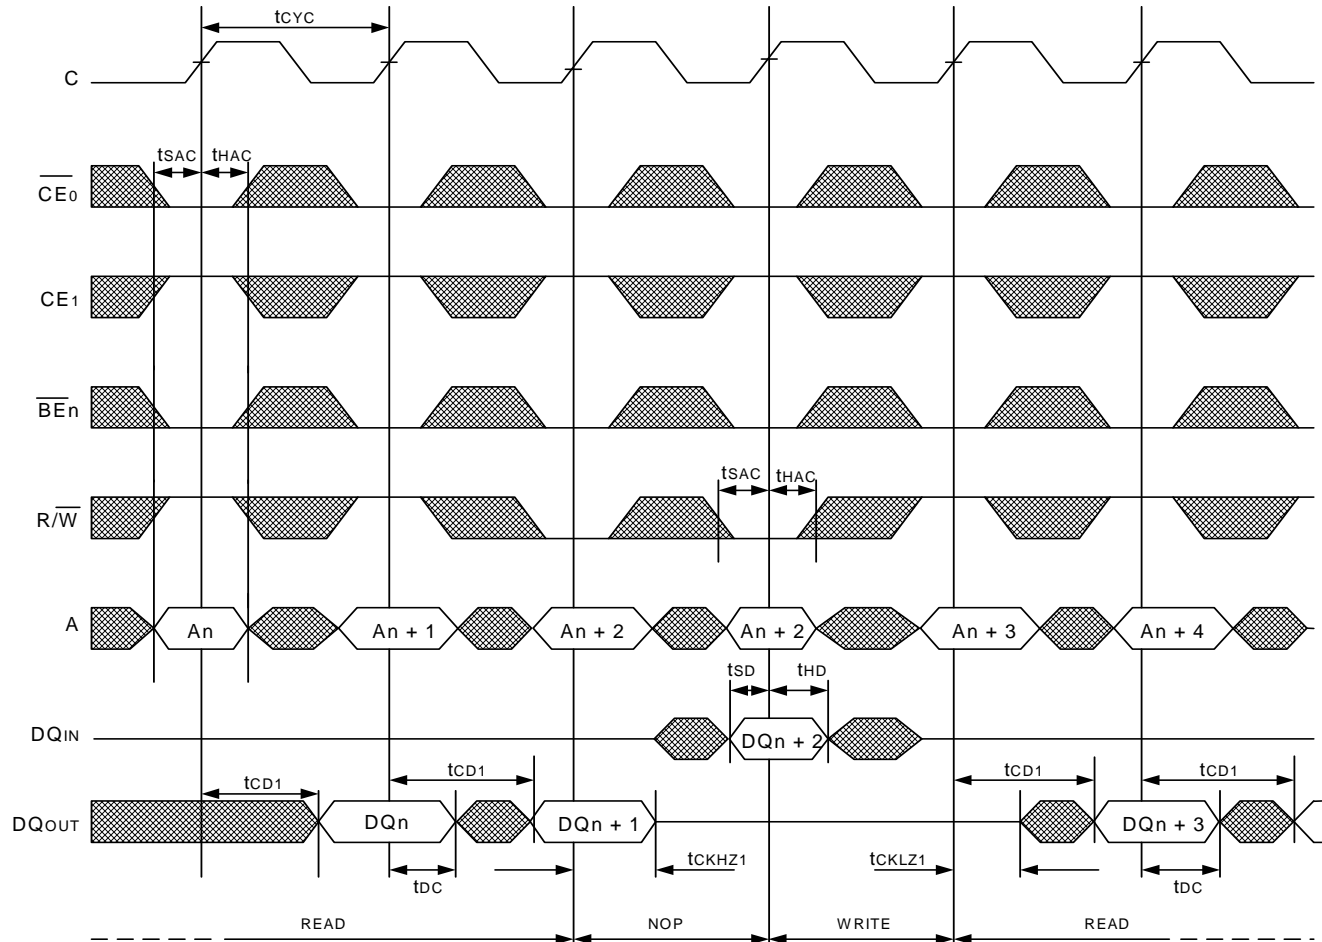 tCYC
C
tSAC tHAC
CE0
CE1
BEn
tSAC tHAC
R/W
A An An + 1 An + 2 An + 2 An + 3 An + 4
tSD tHD
DQIN DQn + 2
tCD1 tCD1 tCD1 tCD1
DQOUT DQn DQn + 1 DQn + 3
tDC tCKHZ1 tCKLZ1 tDC
READ NOP WRITE READ